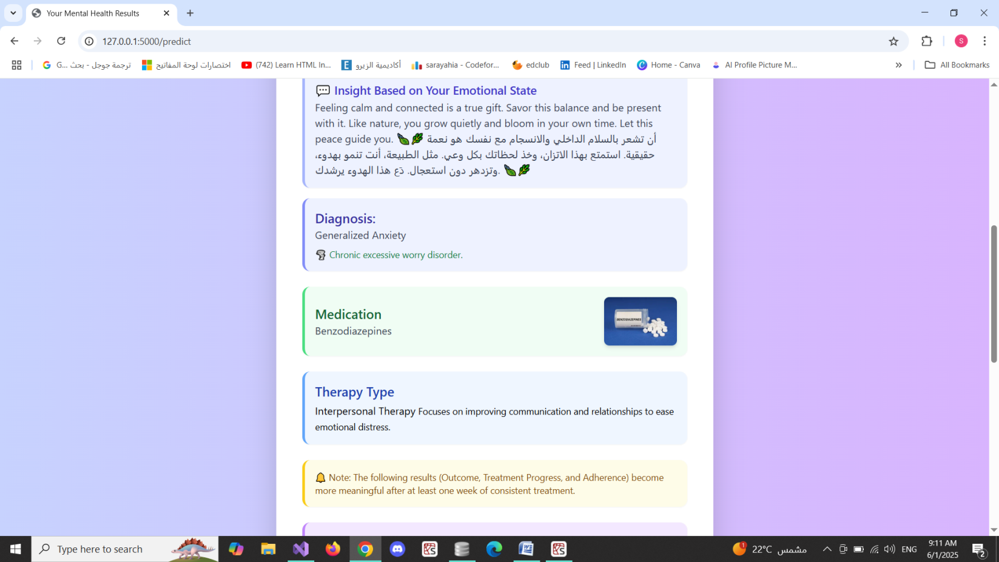 Your Mental Health Results
127.0.0.1:5000/predict
G... ترجمة جوجل - بحث
اختصارات لوحة المفاتيح
(742) Learn HTML In...
أكاديمية الزيرو
sarayahia - Codefor...
edclub
Feed | LinkedIn
Home - Canva
AI Profile Picture M...
»
All Bookmarks
S
💬 Insight Based on Your Emotional State
Feeling calm and connected is a true gift. Savor this balance and be present
with it. Like nature, you grow quietly and bloom in your own time. Let this
peace guide you. 🍃🌿 أن تشعر بالسلام الداخلي والانسجام مع نفسك هو نعمة
حقيقية. استمتع بهذا الاتزان، وخذ لحظاتك بكل وعي. مثل الطبيعة، أنت تنمو بهدوء،
وتزدهر دون استعجال. دَع هذا الهدوء يرشدك. 🍃🌿
Diagnosis:
Generalized Anxiety
🌪 Chronic excessive worry disorder.
Medication
Benzodiazepines
BENZODIAZEPINES
Therapy Type
Interpersonal Therapy Focuses on improving communication and relationships to ease
emotional distress.
🔔 Note: The following results (Outcome, Treatment Progress, and Adherence) become
more meaningful after at least one week of consistent treatment.
Type here to search
1
22°C مشمس
ENG
9:11 AM
6/1/2025
2